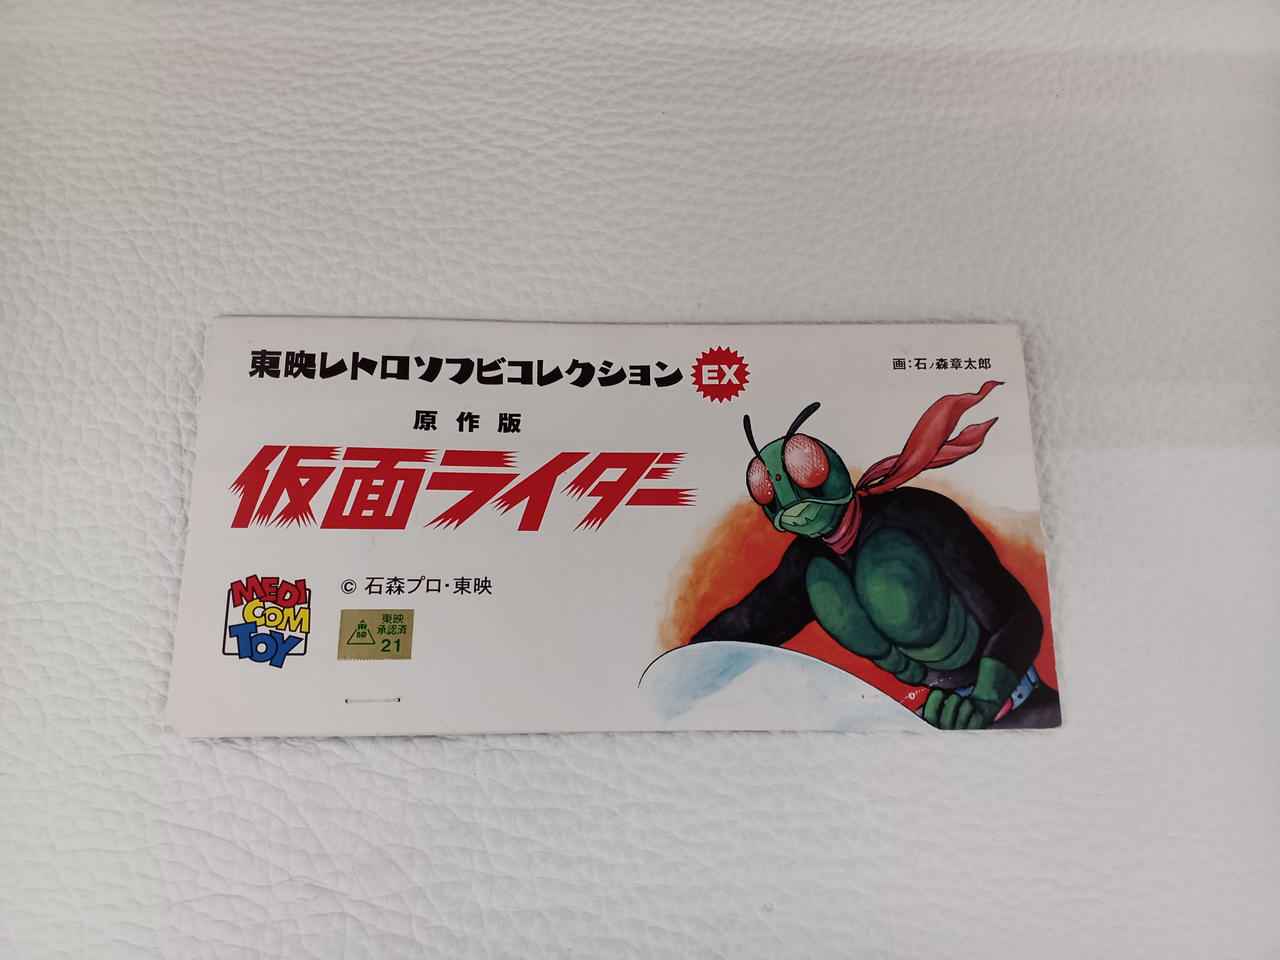 東映レトロソフビコレクション EX
画:石ノ森章太郎
原作版
仮面ライダー
© 石森プロ・東映
MEDI
COM
TOY
東映
東映
承認済
21